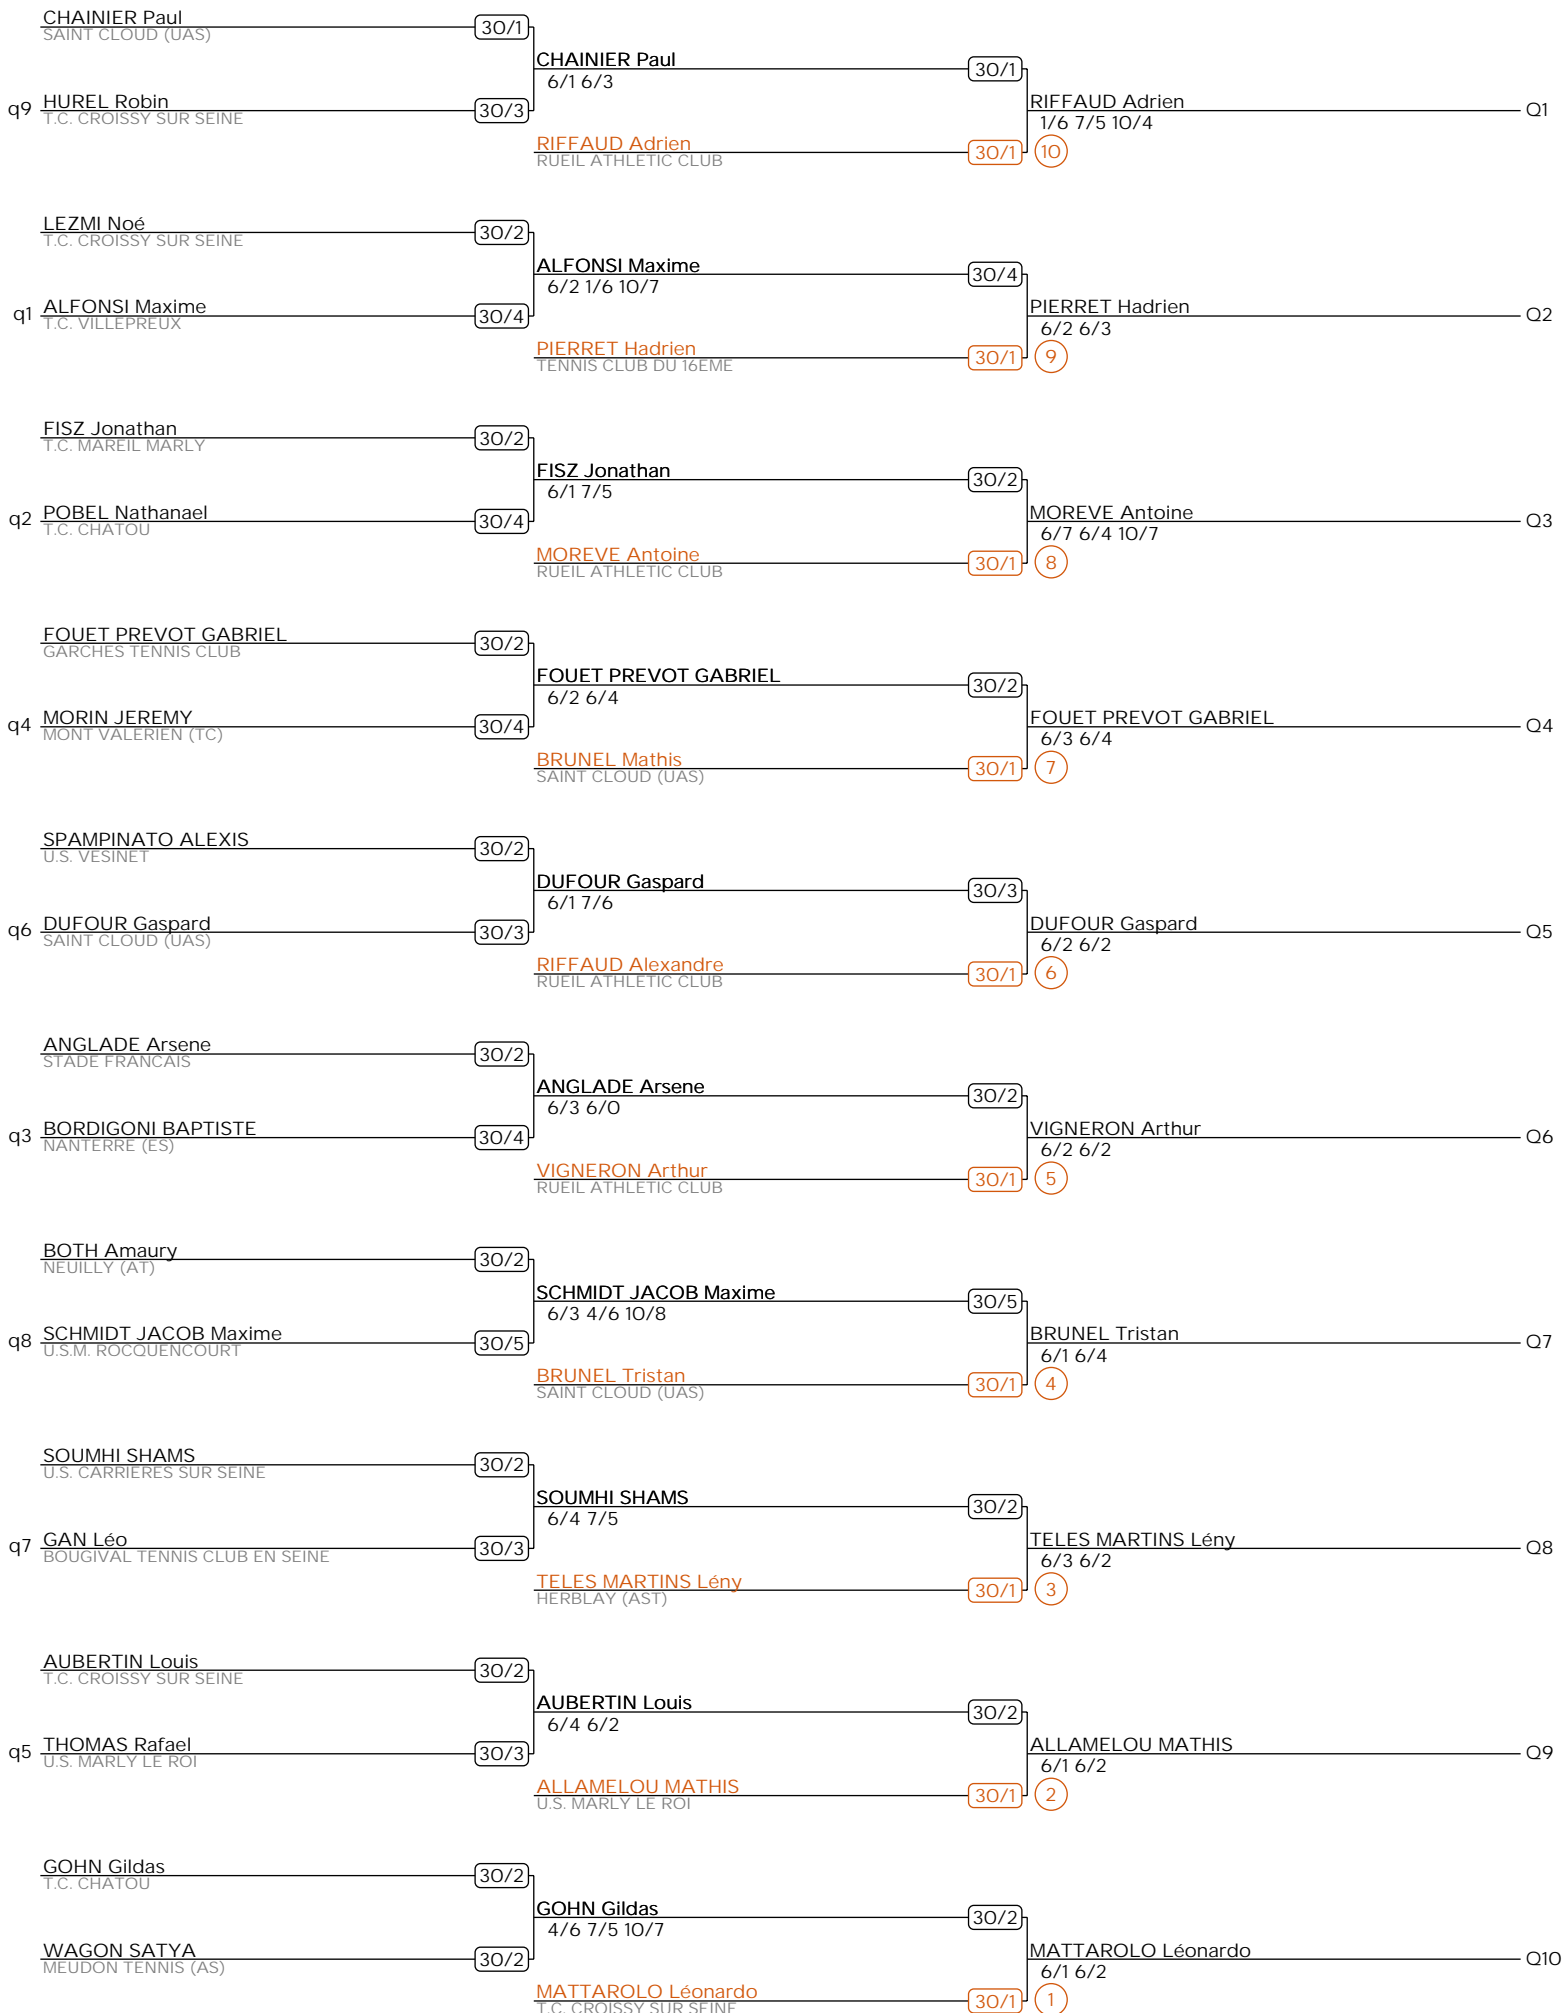 CHAINIER Paul
SAINT CLOUD (UAS)
30/1
CHAINIER Paul
6/1 6/3
30/1
q9 HUREL Robin
T.C. CROISSY SUR SEINE
30/3
RIFFAUD Adrien
1/6 7/5 10/4
Q1
RIFFAUD Adrien
RUEIL ATHLETIC CLUB
30/1 10
LEZMI Noé
T.C. CROISSY SUR SEINE
30/2
ALFONSI Maxime
6/2 1/6 10/7
30/4
q1 ALFONSI Maxime
T.C. VILLEPREUX
30/4
PIERRET Hadrien
6/2 6/3
Q2
PIERRET Hadrien
TENNIS CLUB DU 16EME
30/1 9
FISZ Jonathan
T.C. MAREIL MARLY
30/2
FISZ Jonathan
6/1 7/5
30/2
q2 POBEL Nathanael
T.C. CHATOU
30/4
MOREVE Antoine
6/7 6/4 10/7
Q3
MOREVE Antoine
RUEIL ATHLETIC CLUB
30/1 8
FOUET PREVOT GABRIEL
GARCHES TENNIS CLUB
30/2
FOUET PREVOT GABRIEL
6/2 6/4
30/2
q4 MORIN JEREMY
MONT VALERIEN (TC)
30/4
FOUET PREVOT GABRIEL
6/3 6/4
Q4
BRUNEL Mathis
SAINT CLOUD (UAS)
30/1 7
SPAMPINATO ALEXIS
U.S. VESINET
30/2
DUFOUR Gaspard
6/1 7/6
30/3
q6 DUFOUR Gaspard
SAINT CLOUD (UAS)
30/3
DUFOUR Gaspard
6/2 6/2
Q5
RIFFAUD Alexandre
RUEIL ATHLETIC CLUB
30/1 6
ANGLADE Arsene
STADE FRANCAIS
30/2
ANGLADE Arsene
6/3 6/0
30/2
q3 BORDIGONI BAPTISTE
NANTERRE (ES)
30/4
VIGNERON Arthur
6/2 6/2
Q6
VIGNERON Arthur
RUEIL ATHLETIC CLUB
30/1 5
BOTH Amaury
NEUILLY (AT)
30/2
SCHMIDT JACOB Maxime
6/3 4/6 10/8
30/5
q8 SCHMIDT JACOB Maxime
U.S.M. ROCQUENCOURT
30/5
BRUNEL Tristan
6/1 6/4
Q7
BRUNEL Tristan
SAINT CLOUD (UAS)
30/1 4
SOUMHI SHAMS
U.S. CARRIERES SUR SEINE
30/2
SOUMHI SHAMS
6/4 7/5
30/2
q7 GAN Léo
BOUGIVAL TENNIS CLUB EN SEINE
30/3
TELES MARTINS Lény
6/3 6/2
Q8
TELES MARTINS Lény
HERBLAY (AST)
30/1 3
AUBERTIN Louis
T.C. CROISSY SUR SEINE
30/2
AUBERTIN Louis
6/4 6/2
30/2
q5 THOMAS Rafael
U.S. MARLY LE ROI
30/3
ALLAMELOU MATHIS
6/1 6/2
Q9
ALLAMELOU MATHIS
U.S. MARLY LE ROI
30/1 2
GOHN Gildas
T.C. CHATOU
30/2
GOHN Gildas
4/6 7/5 10/7
30/2
WAGON SATYA
MEUDON TENNIS (AS)
30/2
MATTAROLO Léonardo
6/1 6/2
Q10
MATTAROLO Léonardo
T.C. CROISSY SUR SEINE
30/1 1